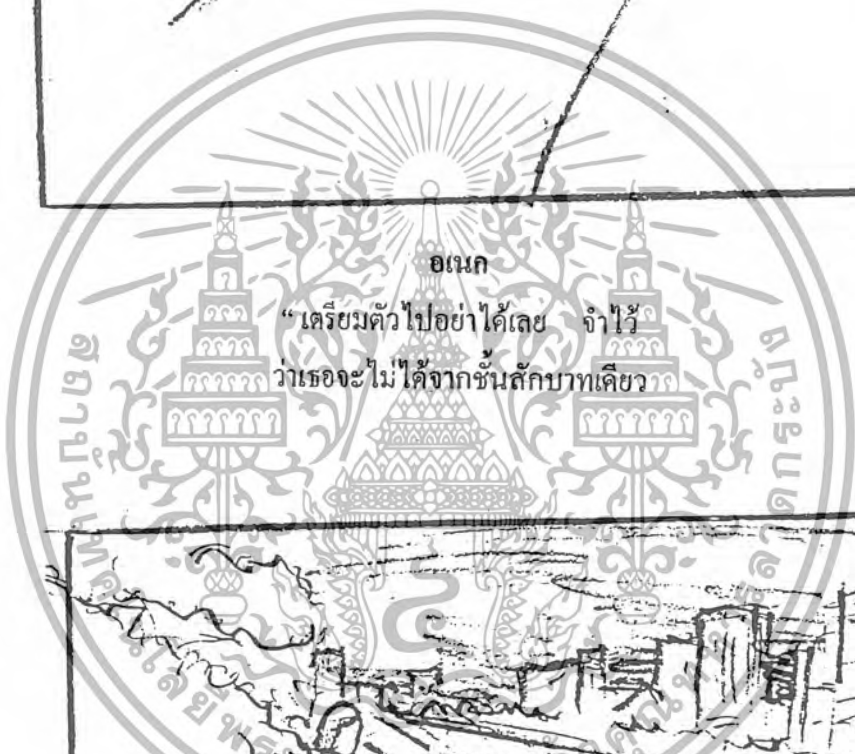 อเนก
“ เตรียมตัวไปอย่าได้เลย จำไว้
ว่าเธอจะไม่ได้จากชั้นสักบาทเดียว